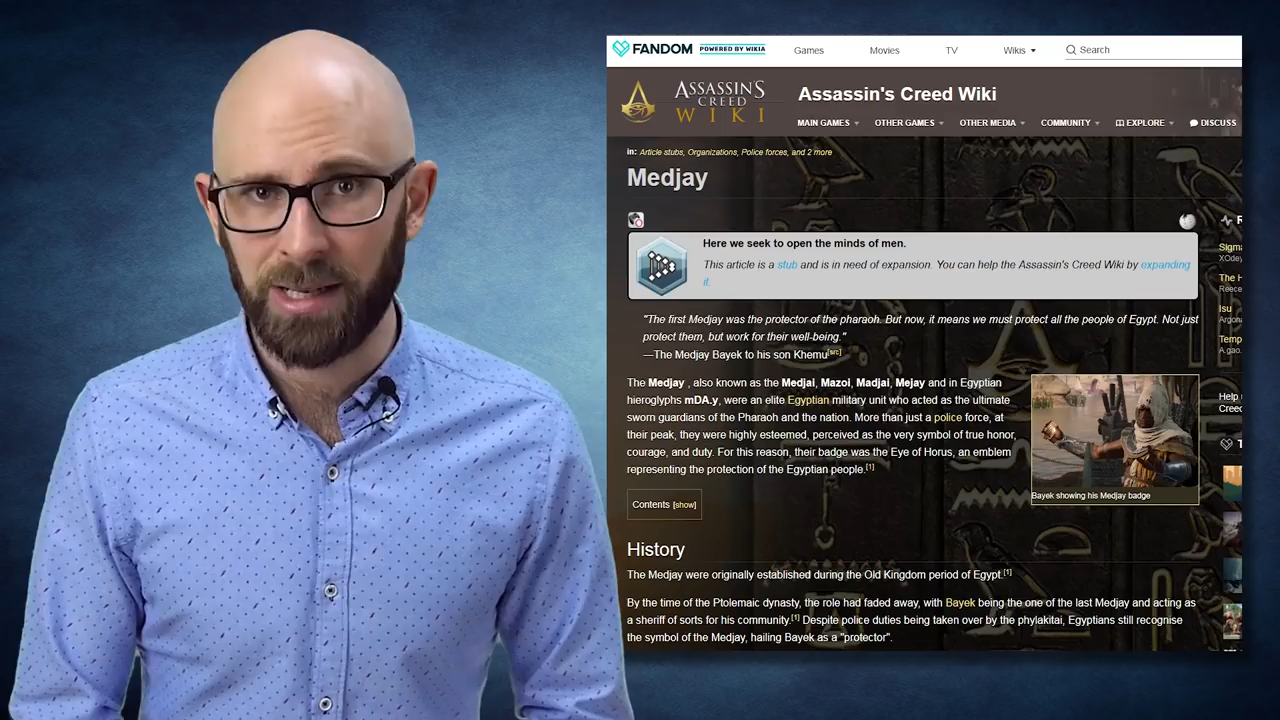 FANDOM POWERED BY WIKIA Games Movies TV Wikis Search
ASSASSIN'S CREED WIKI
Assassin's Creed Wiki
MAIN GAMES OTHER GAMES OTHER MEDIA COMMUNITY EXPLORE DISCUSS
in: Article stubs, Organizations, Police forces, and 2 more
Medjay
Here we seek to open the minds of men.
This article is a stub and is in need of expansion. You can help the Assassin's Creed Wiki by expanding
it.
"The first Medjay was the protector of the pharaoh. But now, it means we must protect all the people of Egypt. Not just
protect them, but work for their well-being."
—The Medjay Bayek to his son Khemu[src]
The Medjay , also known as the Medjai, Mazoi, Madjai, Mejay and in Egyptian
hieroglyphs mDA.y, were an elite Egyptian military unit who acted as the ultimate
sworn guardians of the Pharaoh and the nation. More than just a police force, at
their peak, they were highly esteemed, perceived as the very symbol of true honor,
courage, and duty. For this reason, their badge was the Eye of Horus, an emblem
representing the protection of the Egyptian people.[1]
Bayek showing his Medjay badge
Contents [show]
History
The Medjay were originally established during the Old Kingdom period of Egypt.[1]
By the time of the Ptolemaic dynasty, the role had faded away, with Bayek being the one of the last Medjay and acting as
a sheriff of sorts for his community.[1] Despite police duties being taken over by the phylakitai, Egyptians still recognise
the symbol of the Medjay, hailing Bayek as a "protector".
R
Sigma
XOdey
The H
Reece
Isu
Argon
Temp
A.gao.
Help
Creed
T